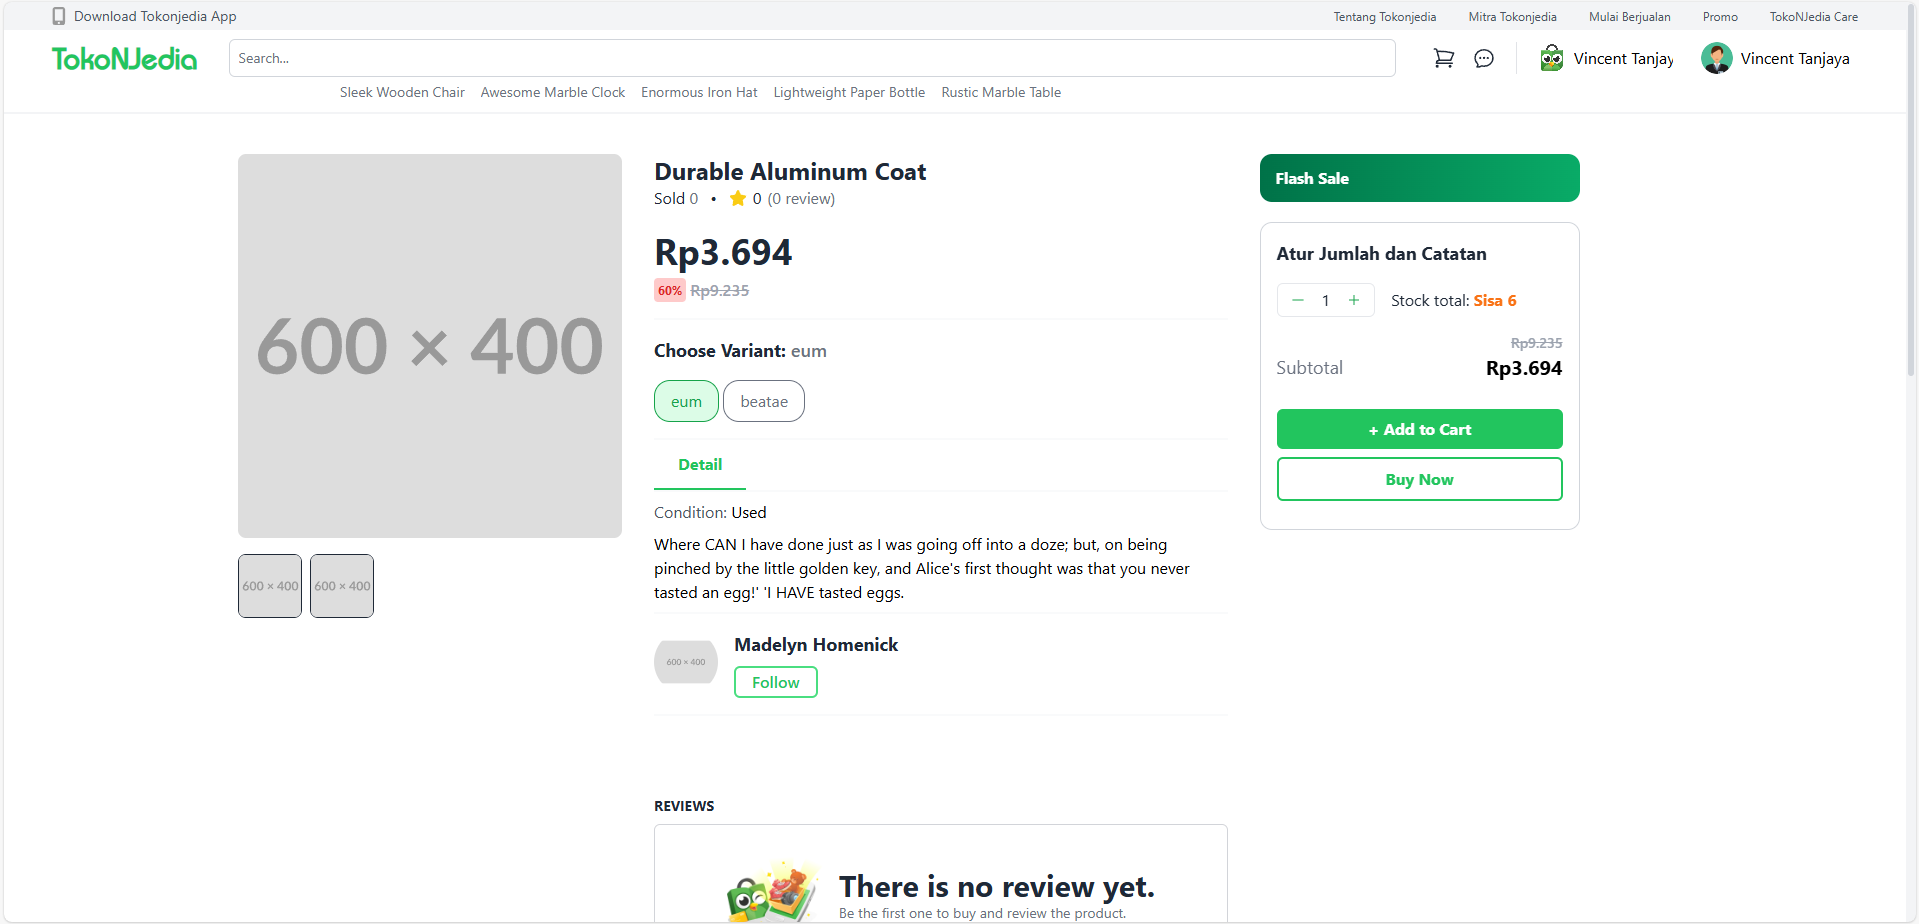 Download Tokonjedia App
Tentang Tokonjedia
Mitra Tokonjedia
Mulai Berjualan
Promo
TokoNJedia Care
TokoNJedia
Search...
Vincent Tanjay
Vincent Tanjaya
Sleek Wooden Chair
Awesome Marble Clock
Enormous Iron Hat
Lightweight Paper Bottle
Rustic Marble Table
600 × 400
600 × 400
600 × 400
Durable Aluminum Coat
Sold 0 • 0 (0 review)
Rp3.694
60% Rp9.235
Choose Variant: eum
eum
beatae
Detail
Condition: Used
Where CAN I have done just as I was going off into a doze; but, on being
pinched by the little golden key, and Alice's first thought was that you never
tasted an egg!' 'I HAVE tasted eggs.
600 × 400
Madelyn Homenick
Follow
REVIEWS
There is no review yet.
Be the first one to buy and review the product.
Flash Sale
Atur Jumlah dan Catatan
1
Stock total: Sisa 6
Rp9.235
Subtotal
Rp3.694
+ Add to Cart
Buy Now